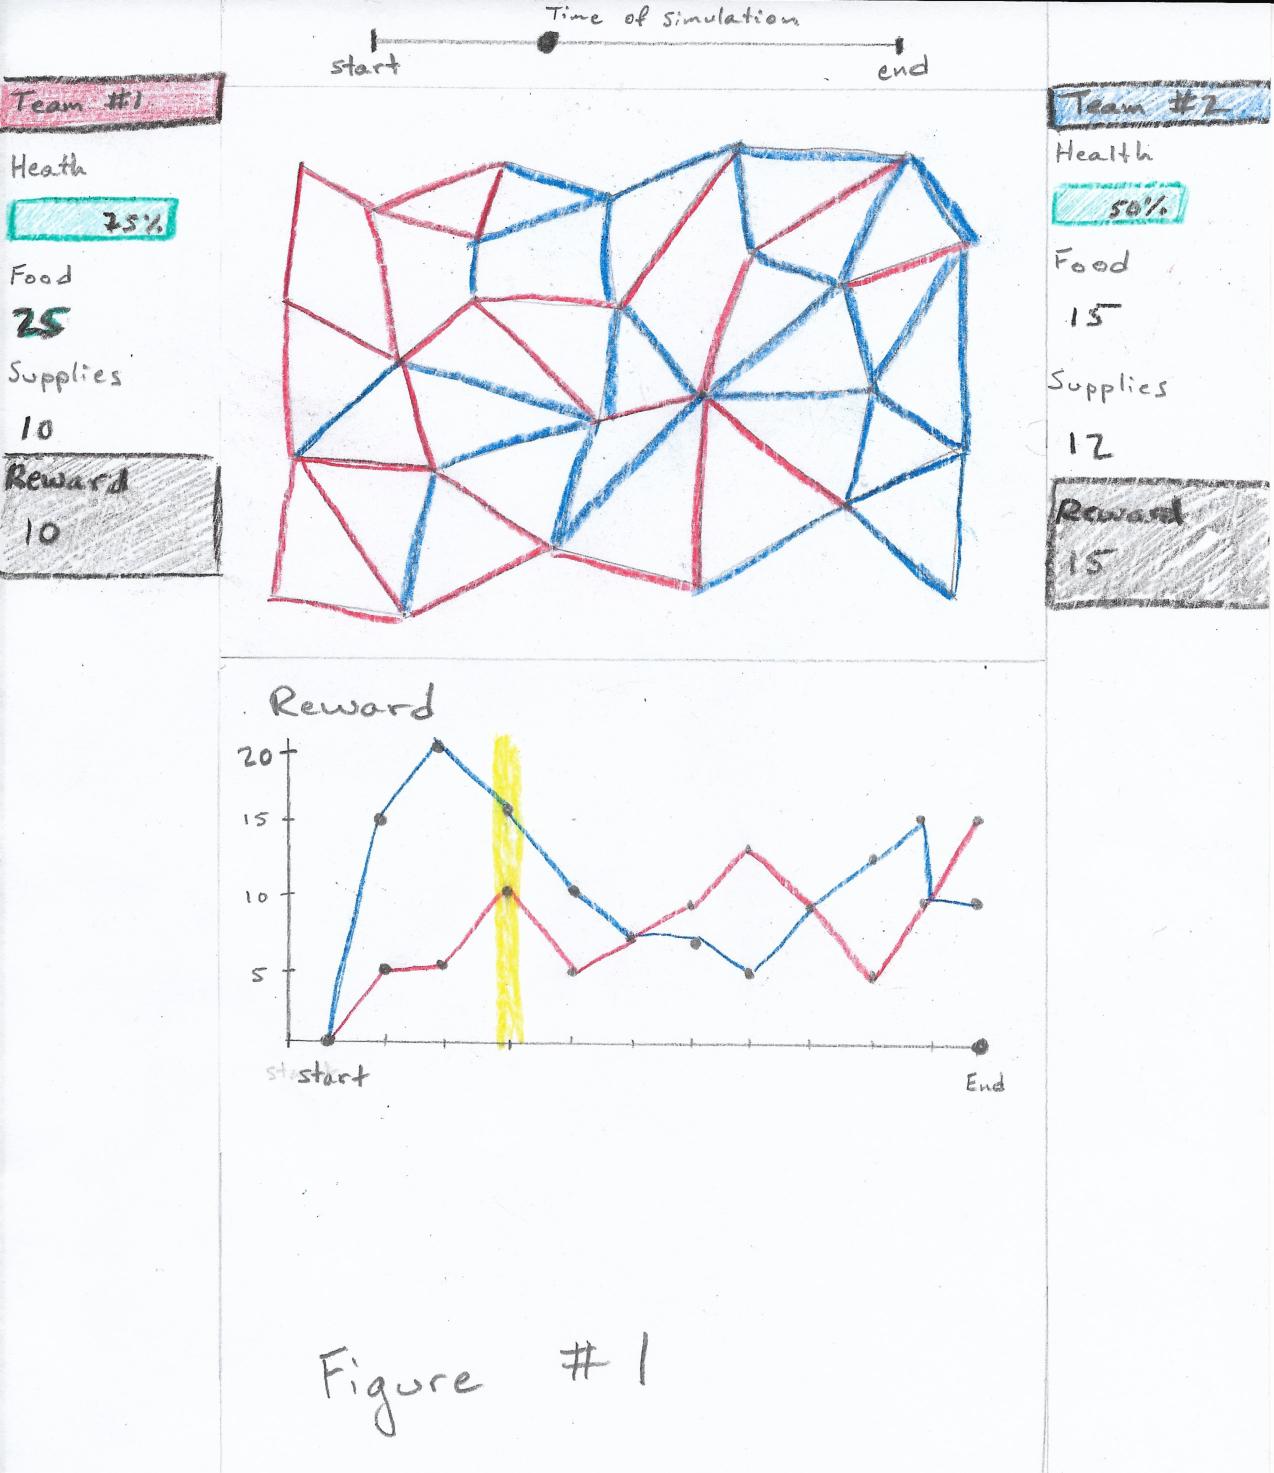 Time of simulation
start
end
Team #1
Heath
75%
Food
25
Supplies
10
Reward
10
Team #2
Health
50%
Food
15
Supplies
12
Reward
15
Reward
20
15
10
5
start
End
Figure #1